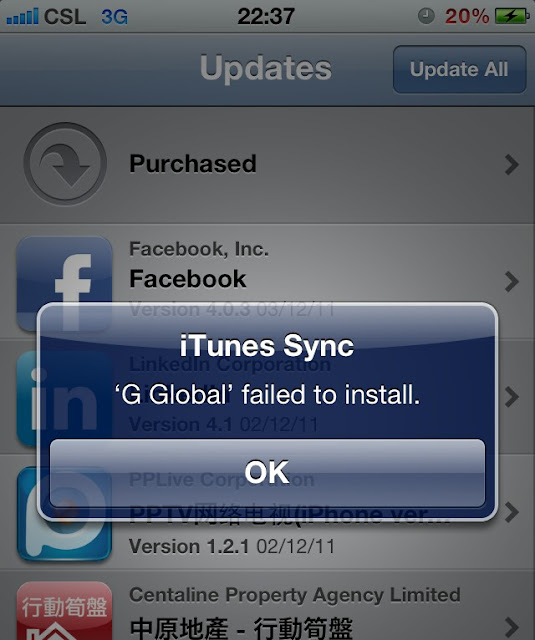 CSL 3G 22:37 20%
Updates
Update All
Purchased
Facebook, Inc.
Facebook
Version 4.0.3 03/12/11
iTunes Sync
LinkedIn Corporation
‘G Global’ failed to install.
Version 4.1 02/12/11
OK
PPLive Corporation
PPTV网络电视(iPhone ver...
Version 1.2.1 02/12/11
Centaline Property Agency Limited
行動筍盤
中原地產 - 行動筍盤